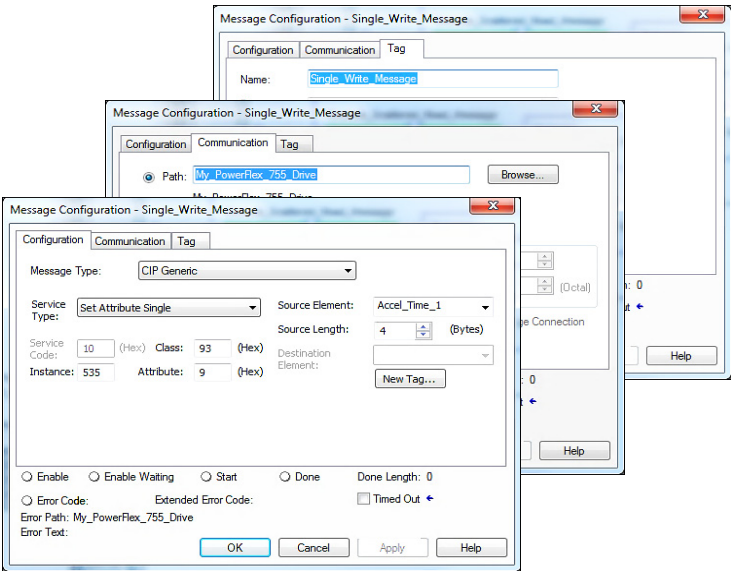 Message Configuration - Single_Write_Message
Configuration Communication Tag
Name: Single_Write_Message
Message Configuration - Single_Write_Message
Configuration Communication Tag
Path: My_PowerFlex_755_Drive Browse...
My_PowerFlex_755_Drive
(Octal)
Connection
Message Configuration - Single_Write_Message
Configuration Communication Tag
Message Type: CIP Generic
Service Type: Set Attribute Single
Source Element: Accel_Time_1
Source Length: 4 (Bytes)
Service Code: 10 (Hex) Class: 93 (Hex)
Destination Element:
Instance: 535 Attribute: 9 (Hex)
New Tag...
Enable Enable Waiting Start Done Done Length: 0
Error Code: Extended Error Code: Timed Out
Error Path: My_PowerFlex_755_Drive
Error Text:
OK Cancel Apply Help
: 0
Help
: 0
Help